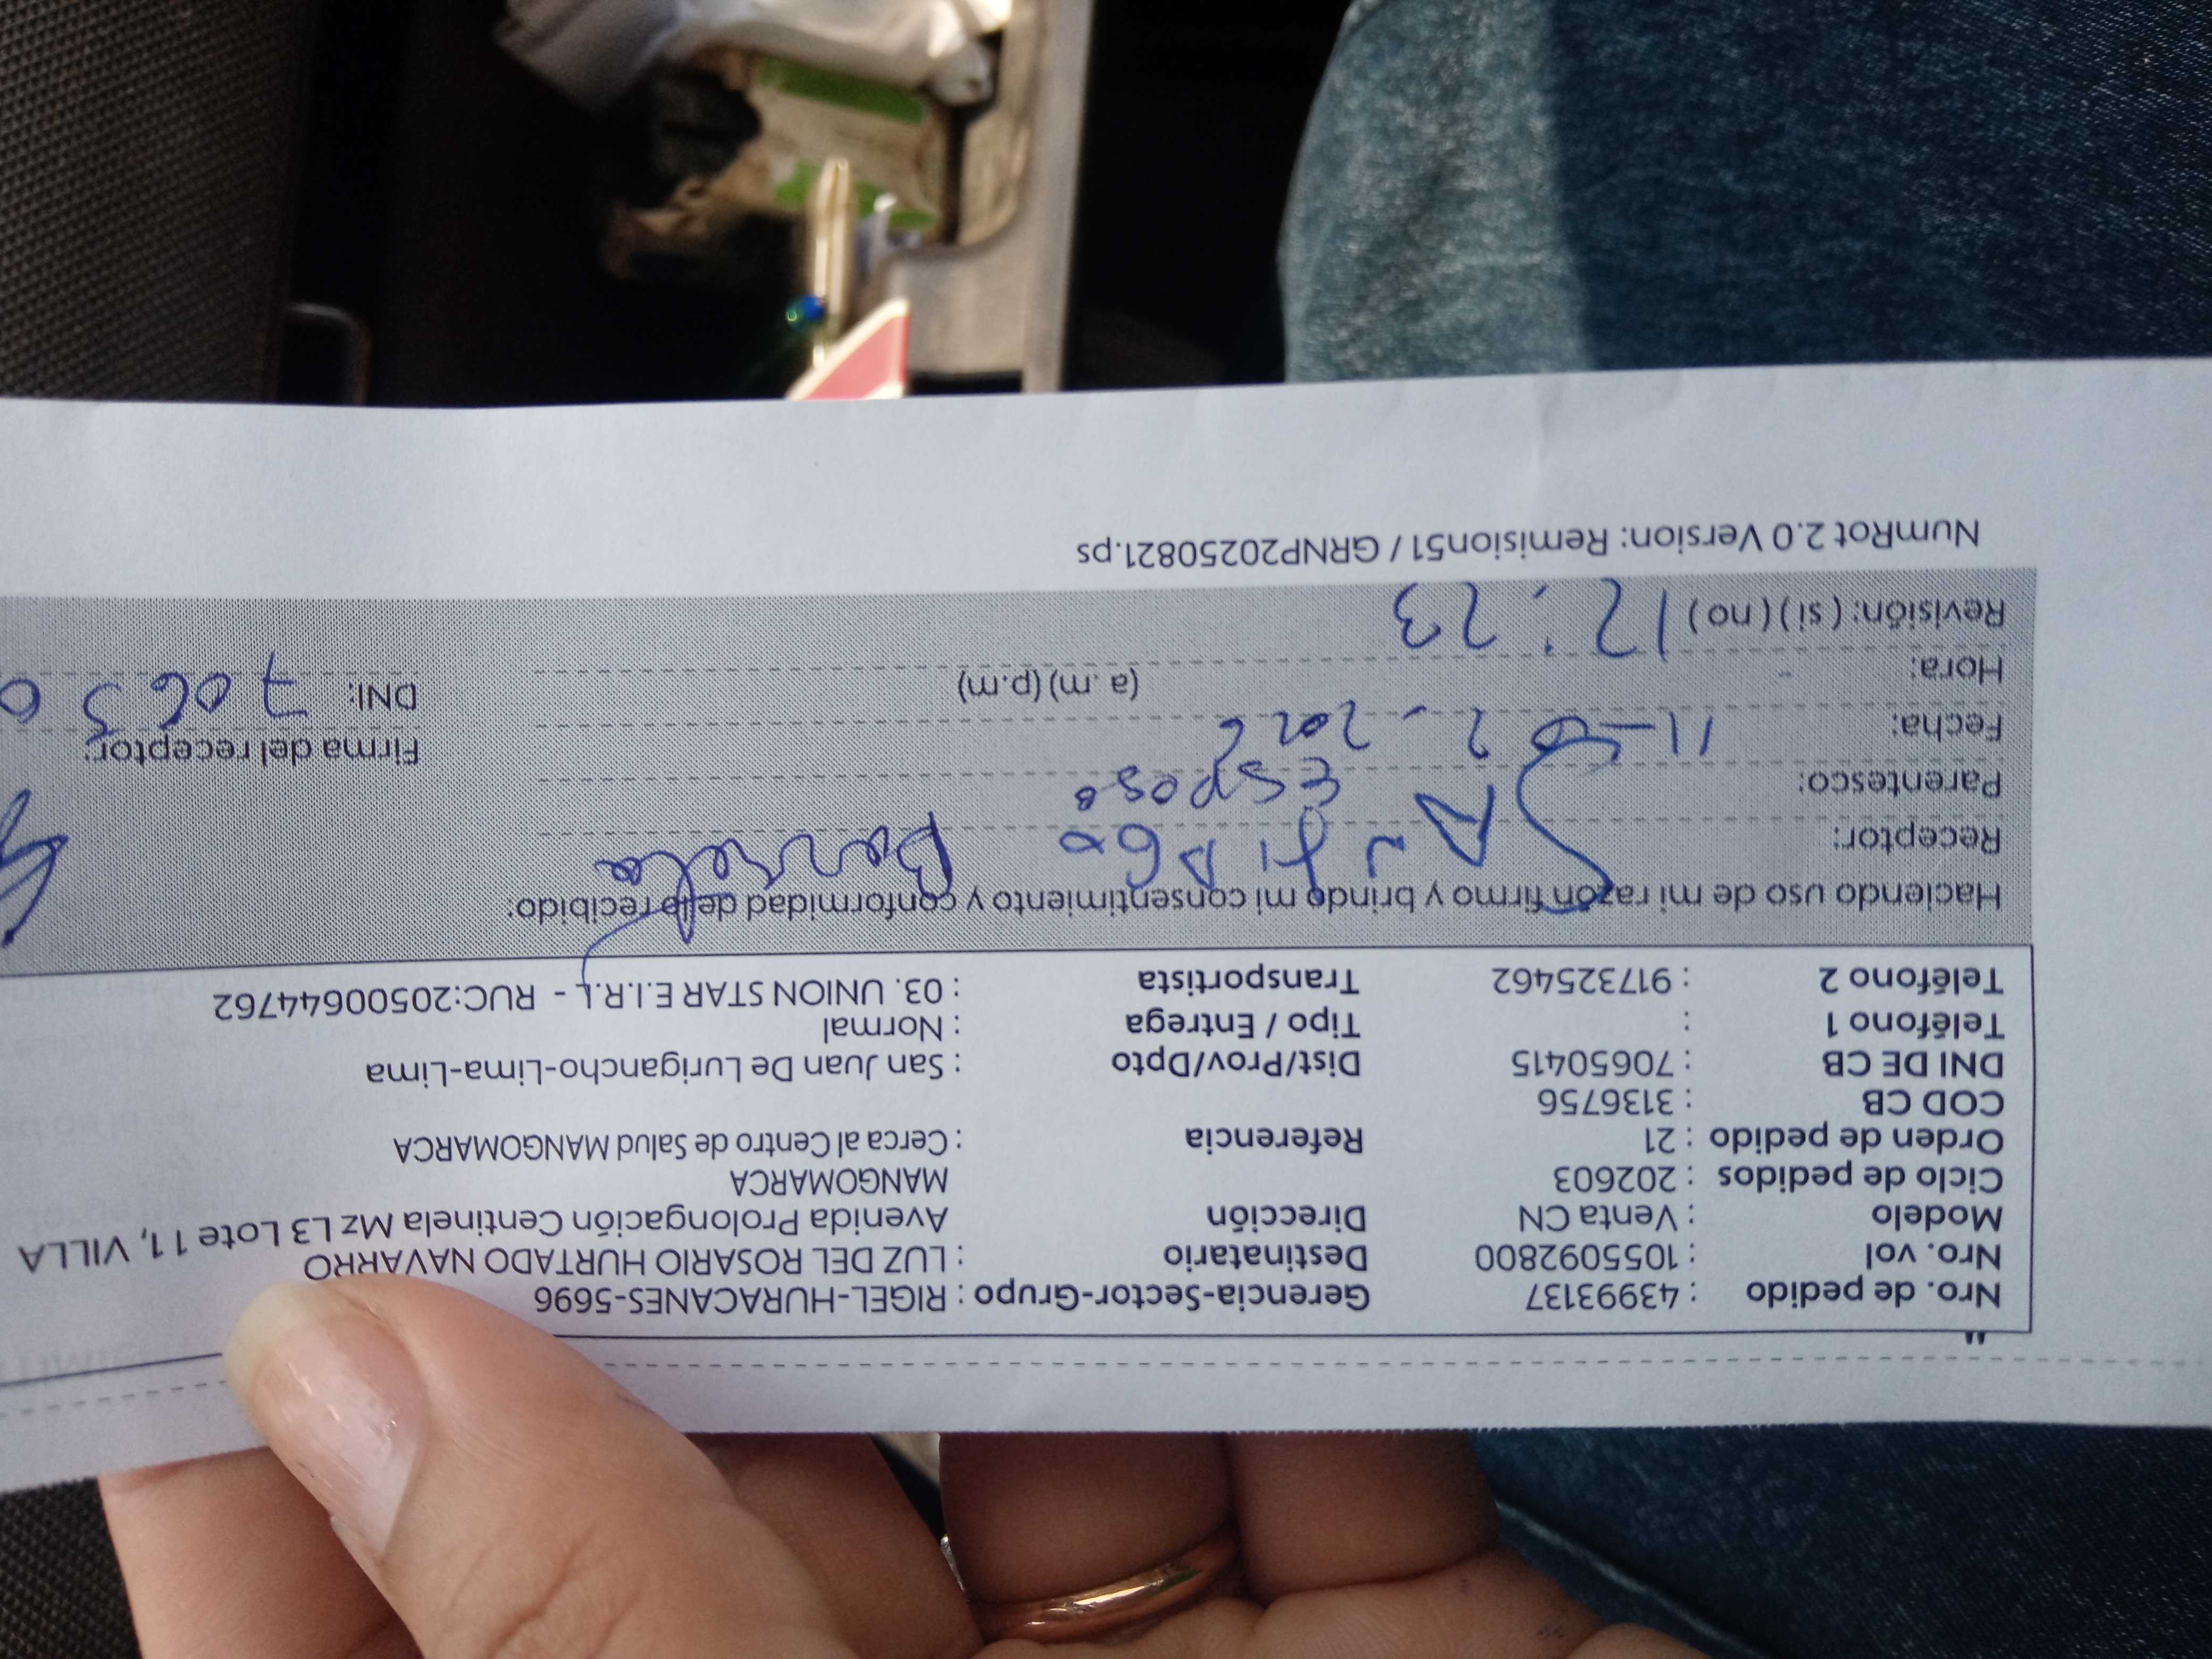 Nro. de pedido : 43993137 Gerencia-Sector-Grupo : RIGEL-HURACANES-5696
Nro. vol : 1055092800 Destinatario : LUZ DEL ROSARIO HURTADO NAVARRO
Modelo : Venta CN Dirección Avenida Prolongación Centinela Mz L3 Lote 11, VILLA
Ciclo de pedidos : 202603 MANGOMARCA
Orden de pedido : 21 Referencia : Cerca al Centro de Salud MANGOMARCA
COD CB : 3136756
DNI DE CB : 70650415 Dist/Prov/Dpto : San Juan De Lurigancho-Lima-Lima
Teléfono 1 : Tipo / Entrega : Normal
Teléfono 2 : 917325462 Transportista : 03. UNION STAR E.I.R.L - RUC:20500644762
Haciendo uso de mi razón firmo y brindo mi consentimiento y conformidad de lo recibido:
Receptor: SAntiAGo
Parentesco: Esposo
Firma del receptor:
Fecha: 11-02-2026
DNI: 7065 0
Hora: (a .m) (p.m)
Revisión: ( si ) ( no ) 12:23
NumRot 2.0 Version: Remision51 / GRNP20250821.ps